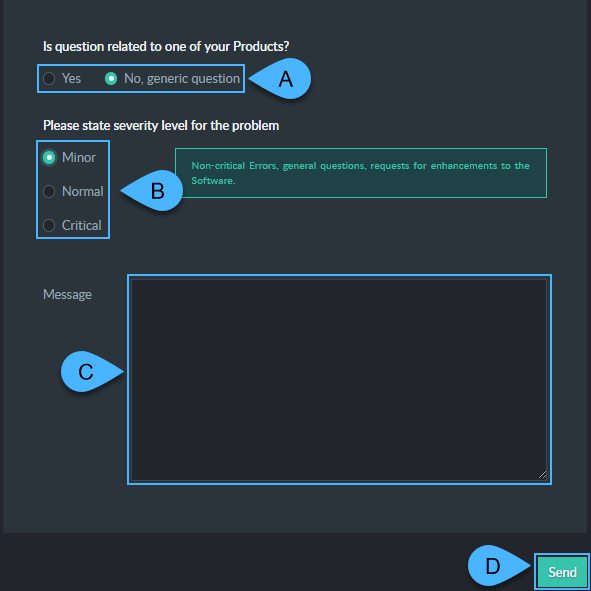 Is question related to one of your Products?
Yes No, generic question A
Please state severity level for the problem
Minor
Non-critical Errors, general questions, requests for enhancements to the
Software.
Normal B
Critical
Message
C
D
Send